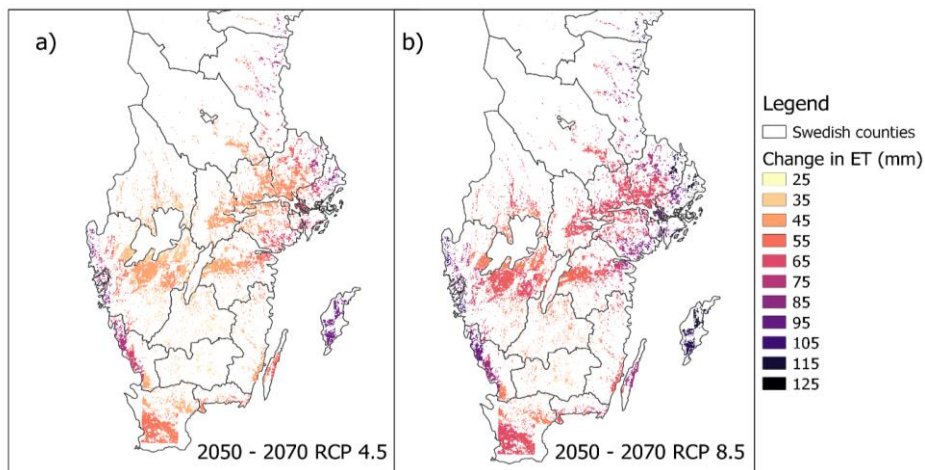 a)
2050 - 2070 RCP 4.5
b)
2050 - 2070 RCP 8.5
Legend
Swedish counties
Change in ET (mm)
25
35
45
55
65
75
85
95
105
115
125